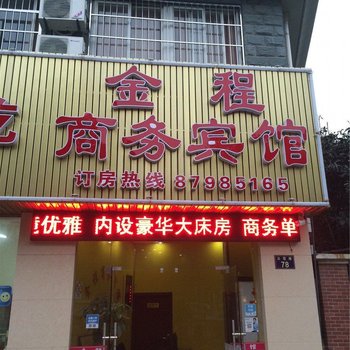 金程
商务宾馆
订房热线 87985165
优雅 内设豪华大床房 商务单
78